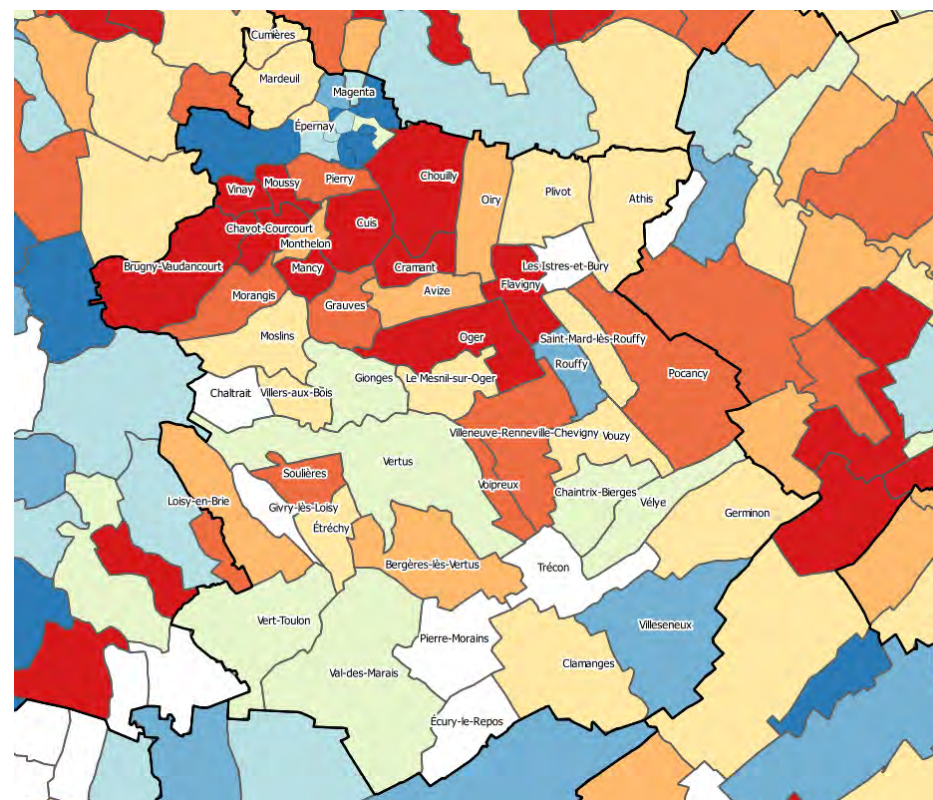 Cumières
Mardeuil
Magenta
Épernay
Pierry
Chouilly
Vinay
Moussy
Plivot
Athis
Oiry
Cuis
Chavot-Courcourt
Monthelon
Brugny-Vaudancourt
Mancy
Cramant
Les-Istres-et-Bury
Flavigny
Avize
Morangis
Grauves
Moslins
Oger
Saint-Mard-lès-Rouffy
Rouffy
Pocancy
Gionges
Le Mesnil-sur-Oger
Chaltrait
Villers-aux-Bois
Villeneuve-Renneville-Chevigny
Vouzy
Vertus
Soulières
Voipreux
Chaintrix-Bierges
Vélye
Loisy-en-Brie
Givry-lès-Loisy
Germinon
Étréchy
Bergères-lès-Vertus
Trécon
Vert-Toulon
Villeseneux
Pierre-Morains
Clamanges
Val-des-Marais
Écury-le-Repos